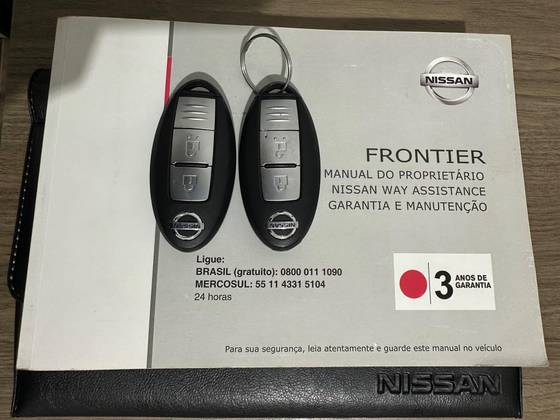 NISSAN
FRONTIER
MANUAL DO PROPRIETÁRIO
NISSAN WAY ASSISTANCE
GARANTIA E MANUTENÇÃO
NISSAN
NISSAN
Ligue:
BRASIL (gratuito): 0800 011 1090
MERCOSUL: 55 11 4331 5104
24 horas
3 ANOS DE
GARANTIA
Para sua segurança, leia atentamente e guarde este manual no veículo
NISSAN